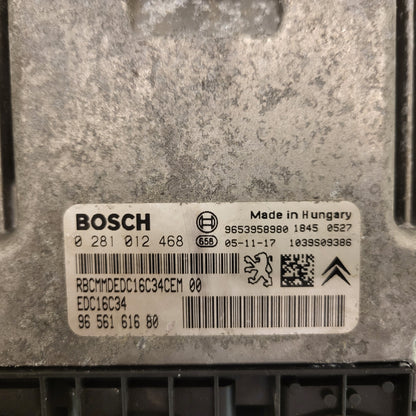 BOSCH
Made in Hungary
9653958980 1845 0527
0 281 012 468 658 05-11-17 1039S09386
RBCMMDEDC16C34CEM 00
EDC16C34
96 561 616 80